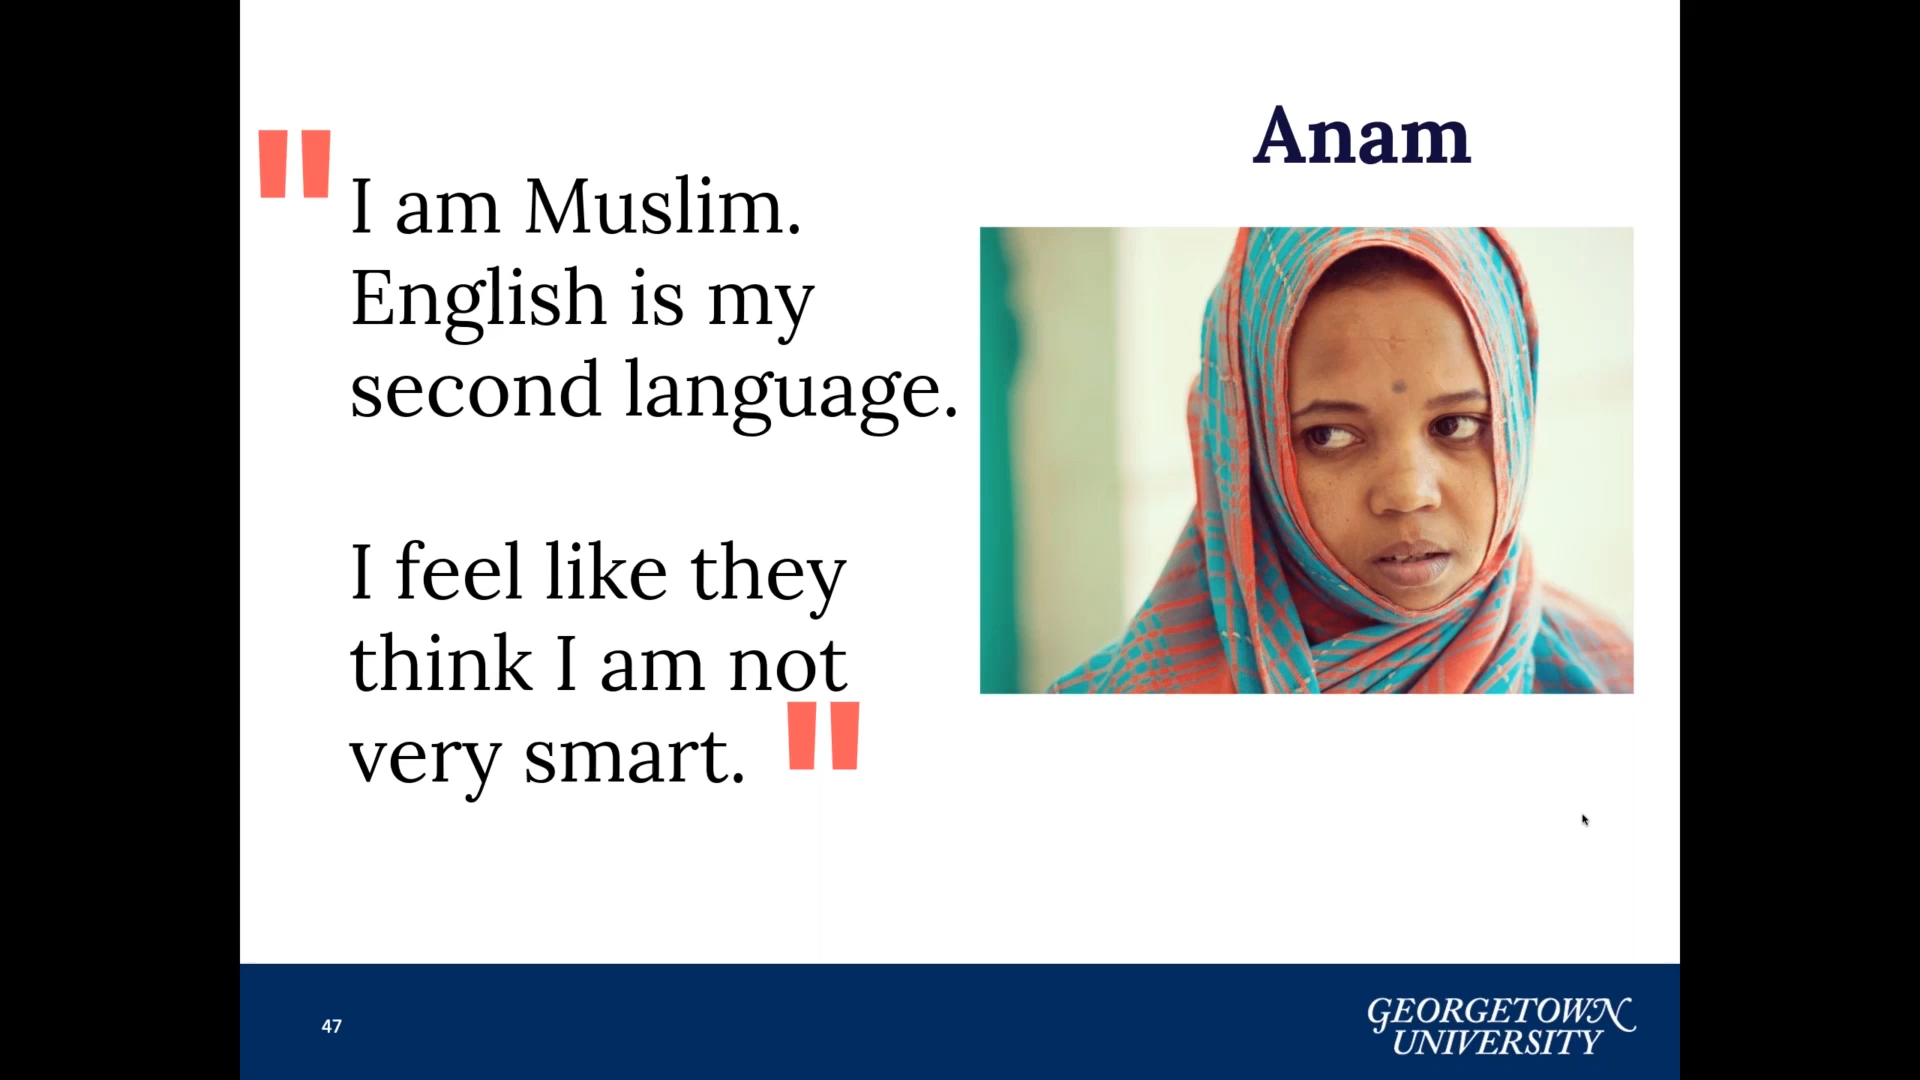 Anam
"I am Muslim.
English is my
second language.
I feel like they
think I am not
very smart."
47
GEORGETOWN
UNIVERSITY